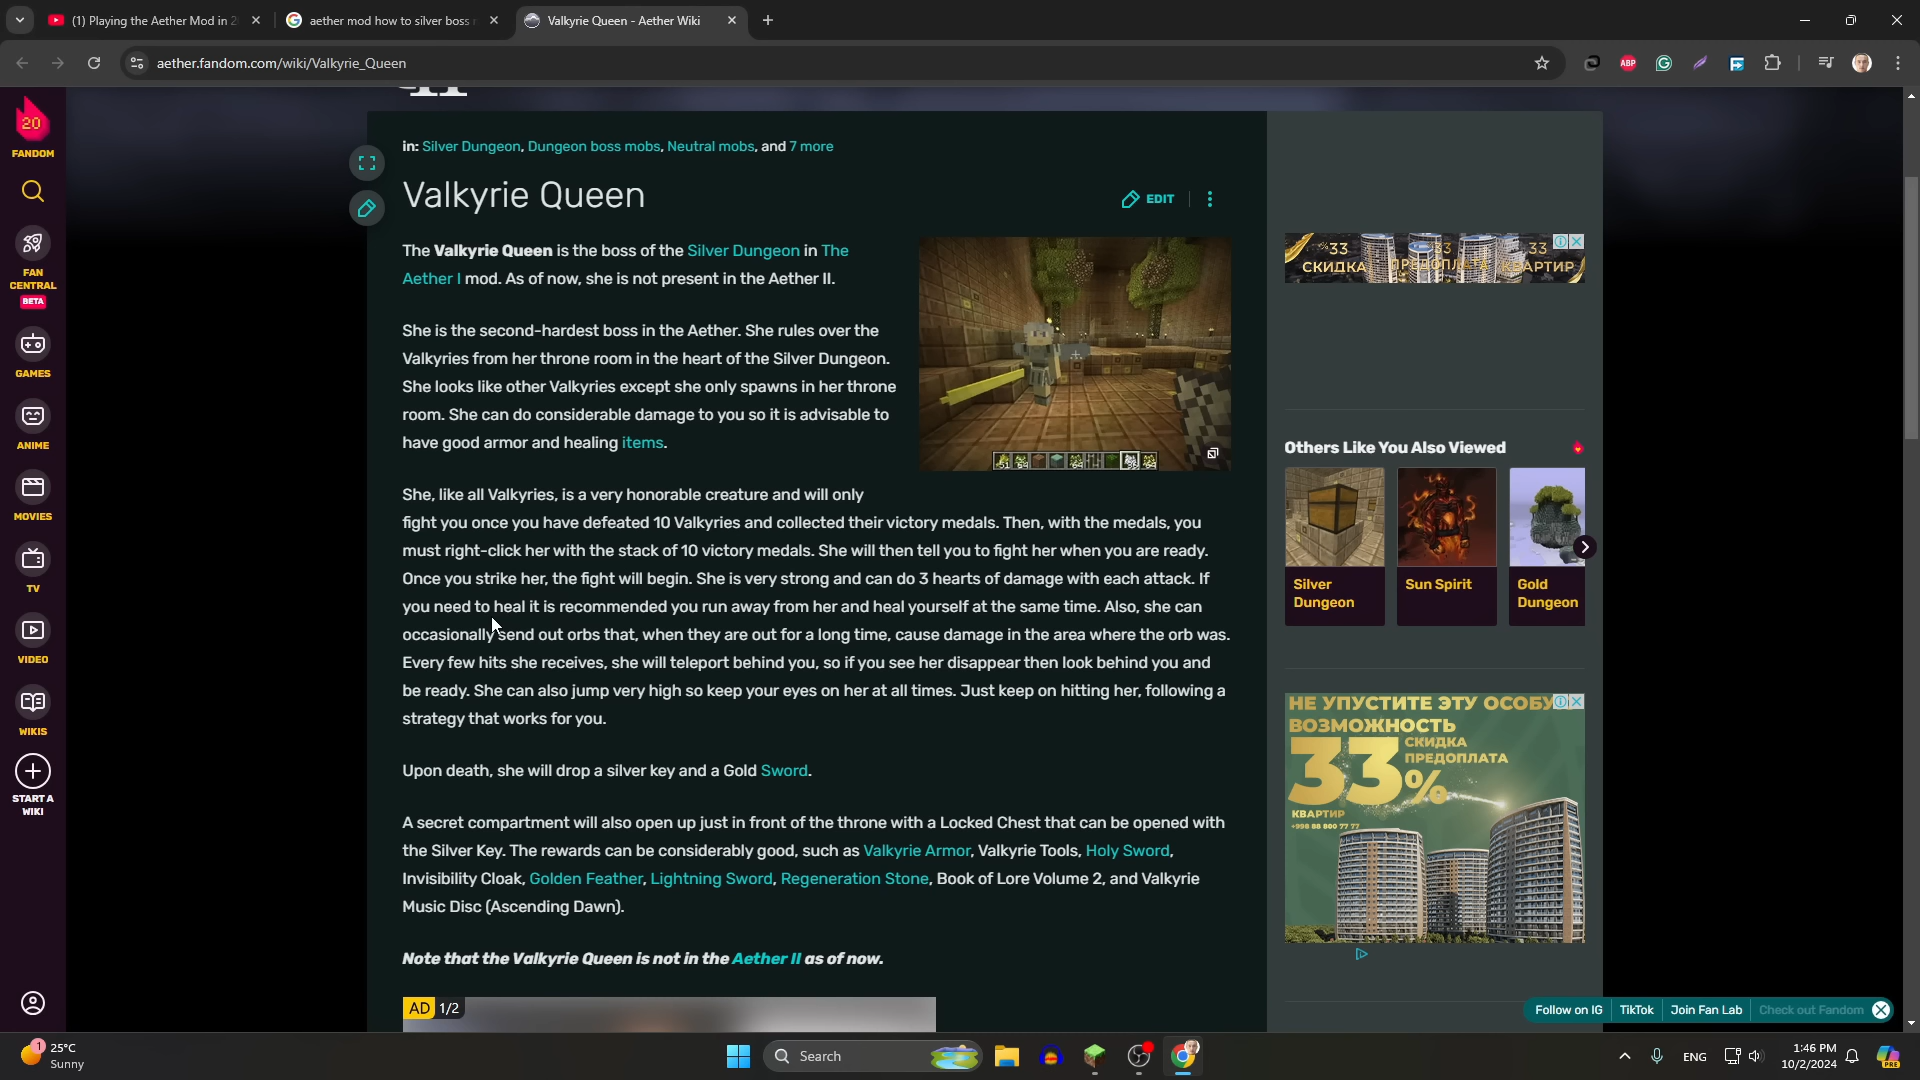 (1) Playing the Aether Mod in 2
aether mod how to silver boss
Valkyrie Queen - Aether Wiki
aether.fandom.com/wiki/Valkyrie_Queen
ABP
20
FANDOM
FAN
CENTRAL
BETA
GAMES
ANIME
MOVIES
TV
VIDEO
WIKIS
START A
WIKI
in: Silver Dungeon, Dungeon boss mobs, Neutral mobs, and 7 more
Valkyrie Queen
EDIT
The Valkyrie Queen is the boss of the Silver Dungeon in The
Aether I mod. As of now, she is not present in the Aether II.
She is the second-hardest boss in the Aether. She rules over the
Valkyries from her throne room in the heart of the Silver Dungeon.
She looks like other Valkyries except she only spawns in her throne
room. She can do considerable damage to you so it is advisable to
have good armor and healing items.
She, like all Valkyries, is a very honorable creature and will only
fight you once you have defeated 10 Valkyries and collected their victory medals. Then, with the medals, you
must right-click her with the stack of 10 victory medals. She will then tell you to fight her when you are ready.
Once you strike her, the fight will begin. She is very strong and can do 3 hearts of damage with each attack. If
you need to heal it is recommended you run away from her and heal yourself at the same time. Also, she can
occasionally send out orbs that, when they are out for a long time, cause damage in the area where the orb was.
Every few hits she receives, she will teleport behind you, so if you see her disappear then look behind you and
be ready. She can also jump very high so keep your eyes on her at all times. Just keep on hitting her, following a
strategy that works for you.
Upon death, she will drop a silver key and a Gold Sword.
A secret compartment will also open up just in front of the throne with a Locked Chest that can be opened with
the Silver Key. The rewards can be considerably good, such as Valkyrie Armor, Valkyrie Tools, Holy Sword,
Invisibility Cloak, Golden Feather, Lightning Sword, Regeneration Stone, Book of Lore Volume 2, and Valkyrie
Music Disc (Ascending Dawn).
Note that the Valkyrie Queen is not in the Aether II as of now.
AD 1/2
%33 33 33
СКИДКА ПРЕДОПЛАТА КВАРТИР
Others Like You Also Viewed
Silver
Dungeon
Sun Spirit
Gold
Dungeon
НЕ УПУСТИТЕ ЭТУ ОСОБУ
ВОЗМОЖНОСТЬ
33%
СКИДКА
ПРЕДОПЛАТА
КВАРТИР
+998 88 800 77 77
Follow on IG TikTok Join Fan Lab Check out Fandom
1
25°C
Sunny
Search
ENG
1:46 PM
10/2/2024
PRE